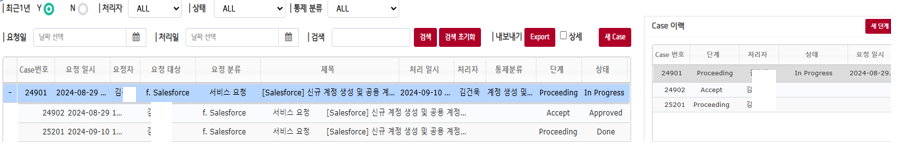 최근1년 Y N 처리자 ALL 상태 ALL 통제 분류 ALL
요청일 날짜 선택 처리일 날짜 선택 검색 검색 검색 초기화 내보내기 Export 상세 새 Case
Case번호 요청 일시 요청자 요청 대상 요청 분류 제목 처리 일시 처리자 통제분류 단계 상태
- 24901 2024-08-29 ... 김 f. Salesforce 서비스 요청 [Salesforce] 신규 계정 생성 및 공용 계... 2024-09-10 ... 김건욱 계정 생성및... Proceeding In Progress
24902 2024-08-29 1... 김 f. Salesforce 서비스 요청 [Salesforce] 신규 계정 생성 및 공용 계정... Accept Approved
25201 2024-09-10 1... f. Salesforce 서비스 요청 [Salesforce] 신규 계정 생성 및 공용 계정... Proceeding Done
Case 이력 새 단계
Case 번호 단계 처리자 상태 요청 일시
24901 Proceeding In Progress 2024-08-29...
24902 Accept 김
25201 Proceeding 김